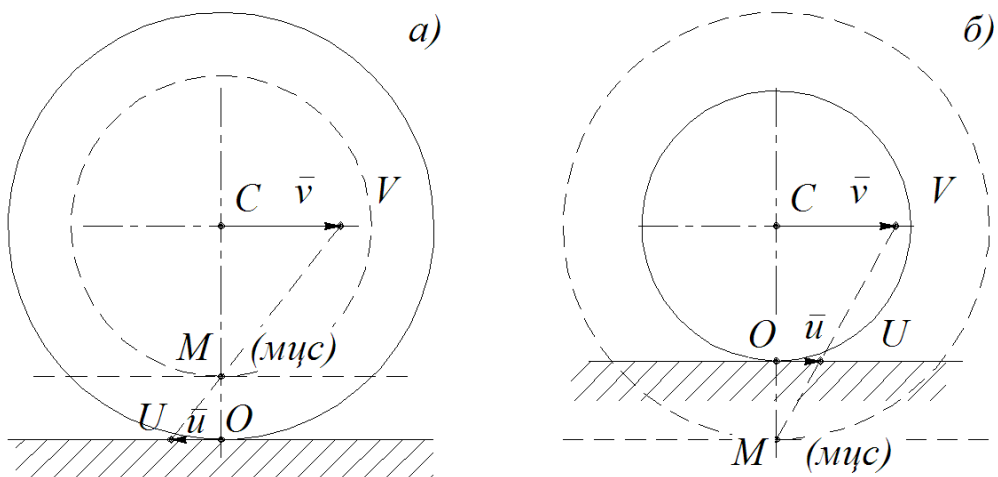 а) б)
C v̅ V C v̅ V
M (мцс) O u̅ U
U u̅ O
M (мцс)